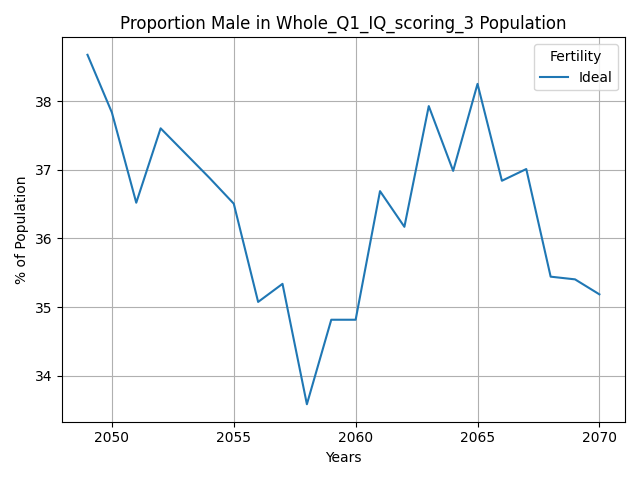 Proportion Male in Whole_Q1_IQ_scoring_3 Population
Fertility
Ideal
% of Population
38
37
36
35
34
2050 2055 2060 2065 2070
Years